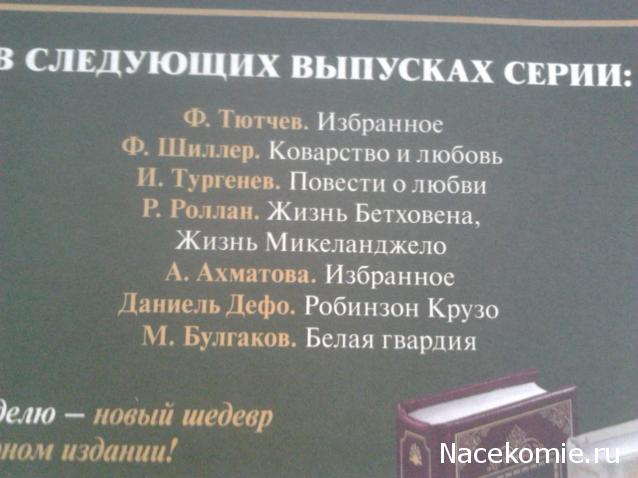 В СЛЕДУЮЩИХ ВЫПУСКАХ СЕРИИ:
Ф. Тютчев. Избранное
Ф. Шиллер. Коварство и любовь
И. Тургенев. Повести о любви
Р. Роллан. Жизнь Бетховена,
Жизнь Микеланджело
А. Ахматова. Избранное
Даниель Дефо. Робинзон Крузо
М. Булгаков. Белая гвардия
делю – новый шедевр
рном издании!
Nacekomie.ru